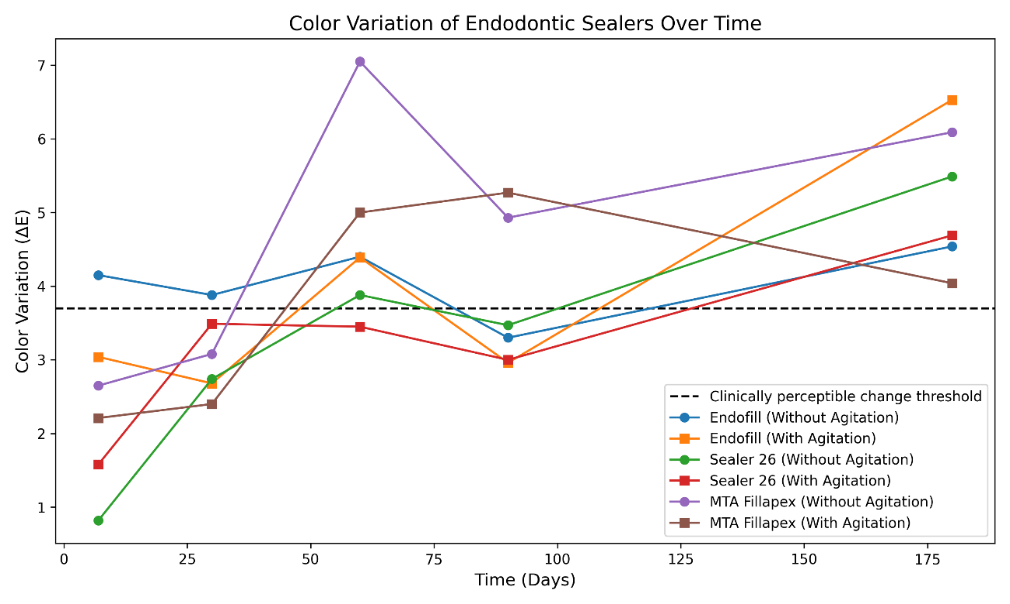 Color Variation of Endodontic Sealers Over Time
Color Variation (ΔE)
7
6
5
4
3
2
1
Clinically perceptible change threshold
Endofill (Without Agitation)
Endofill (With Agitation)
Sealer 26 (Without Agitation)
Sealer 26 (With Agitation)
MTA Fillapex (Without Agitation)
MTA Fillapex (With Agitation)
0 25 50 75 100 125 150 175
Time (Days)